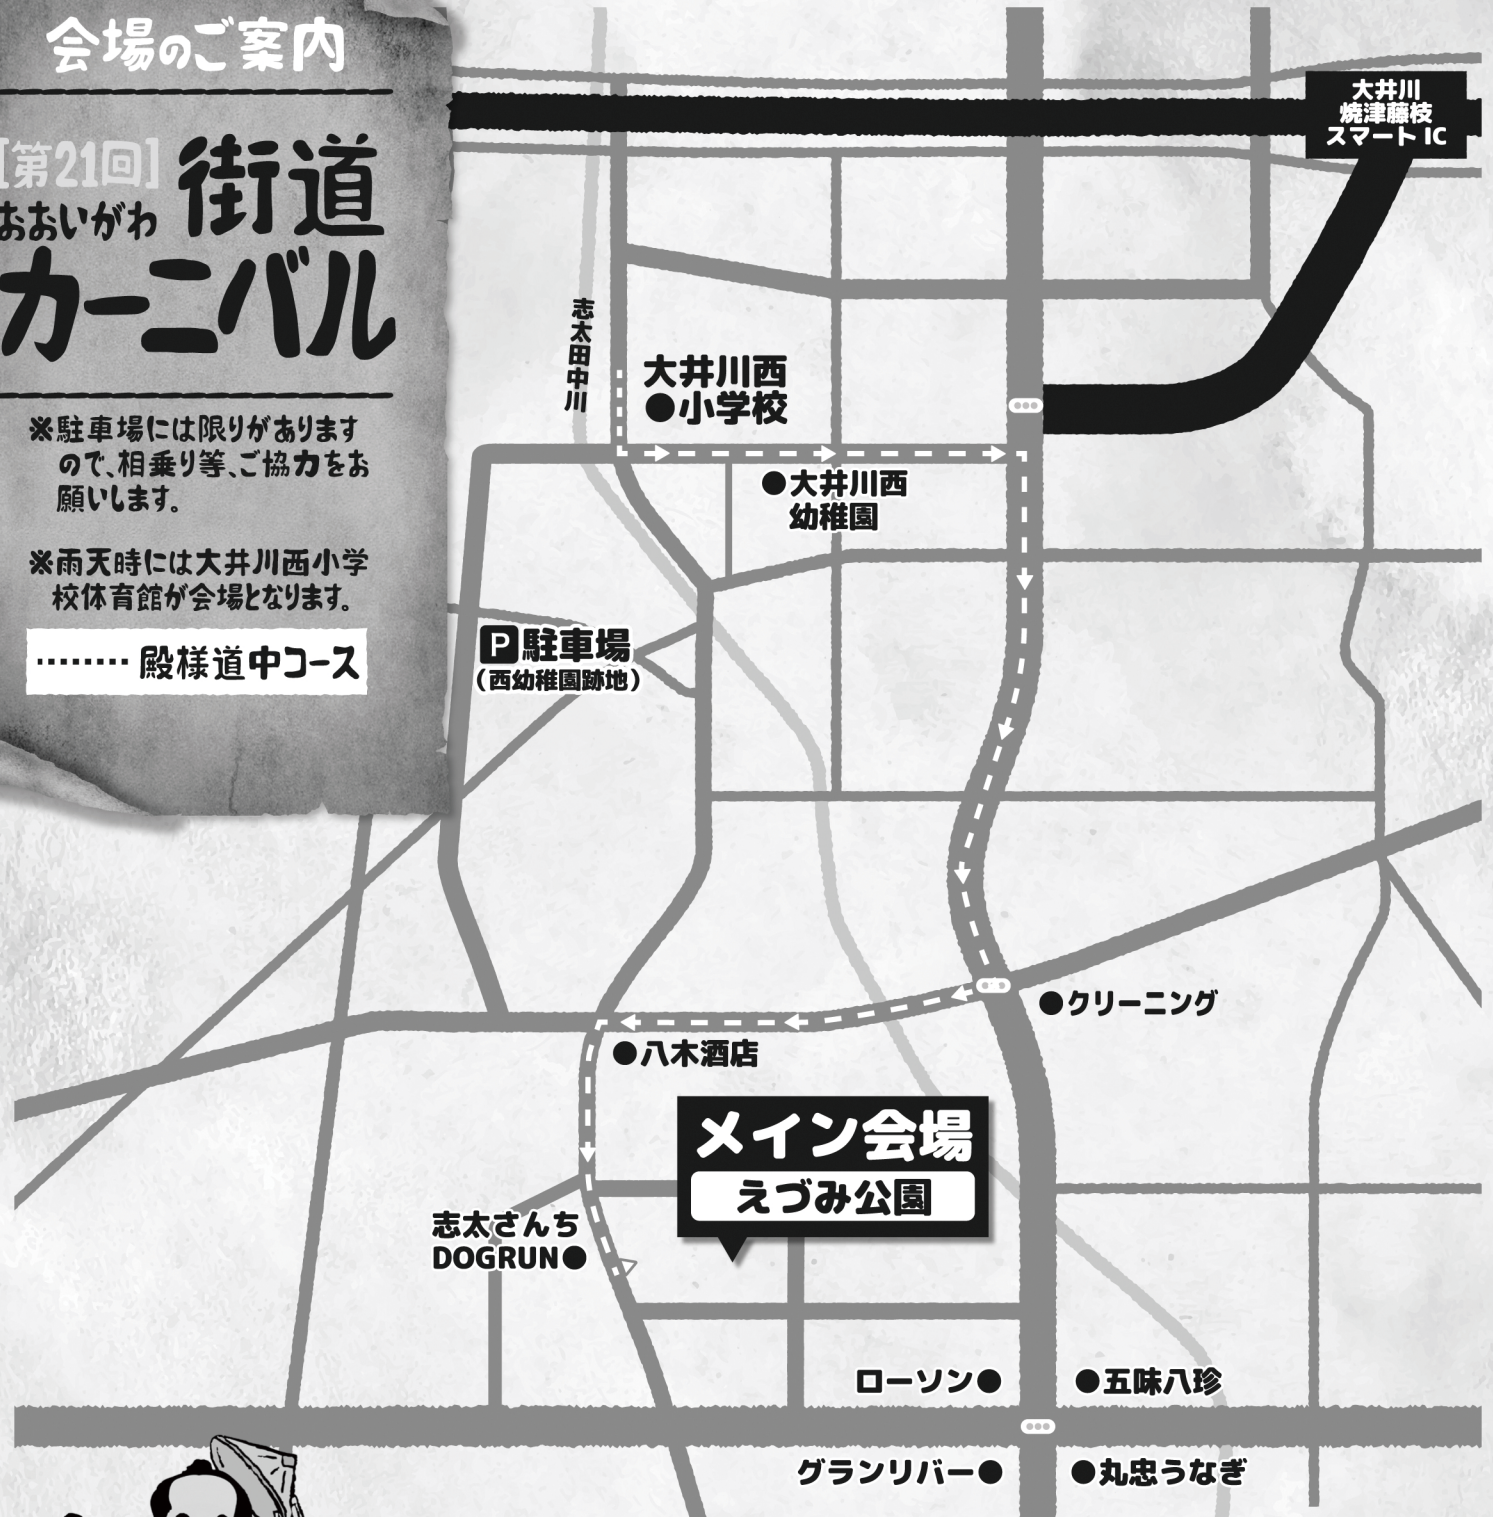 会場のご案内
[第21回]
おおいがわ
街道
カーニバル
※駐車場には限りがあります
ので、相乗り等、ご協力をお
願いします。
※雨天時には大井川西小学
校体育館が会場となります。
‥‥‥‥ 殿様道中コース
大井川
焼津藤枝
スマート IC
志太田中川
大井川西
●小学校
●大井川西
幼稚園
P 駐車場
(西幼稚園跡地)
●クリーニング
●八木酒店
メイン会場
えづみ公園
志太さんち
DOGRUN●
ローソン●
●五味八珍
グランリバー●
●丸忠うなぎ